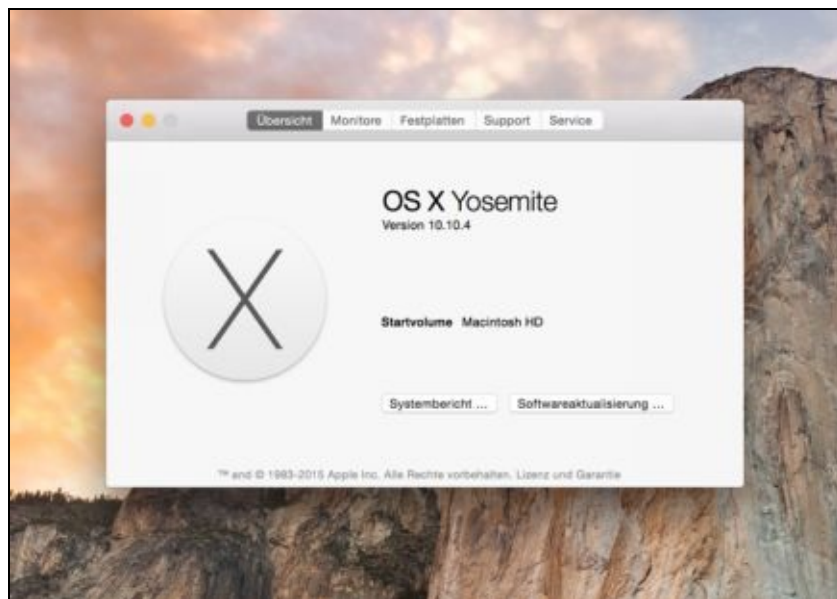 Übersicht Monitore Festplatten Support Service
OS X Yosemite
Version 10.10.4
Startvolume Macintosh HD
Systembericht ... Softwareaktualisierung ...
™ and © 1983-2015 Apple Inc. Alle Rechte vorbehalten. Lizenz und Garantie